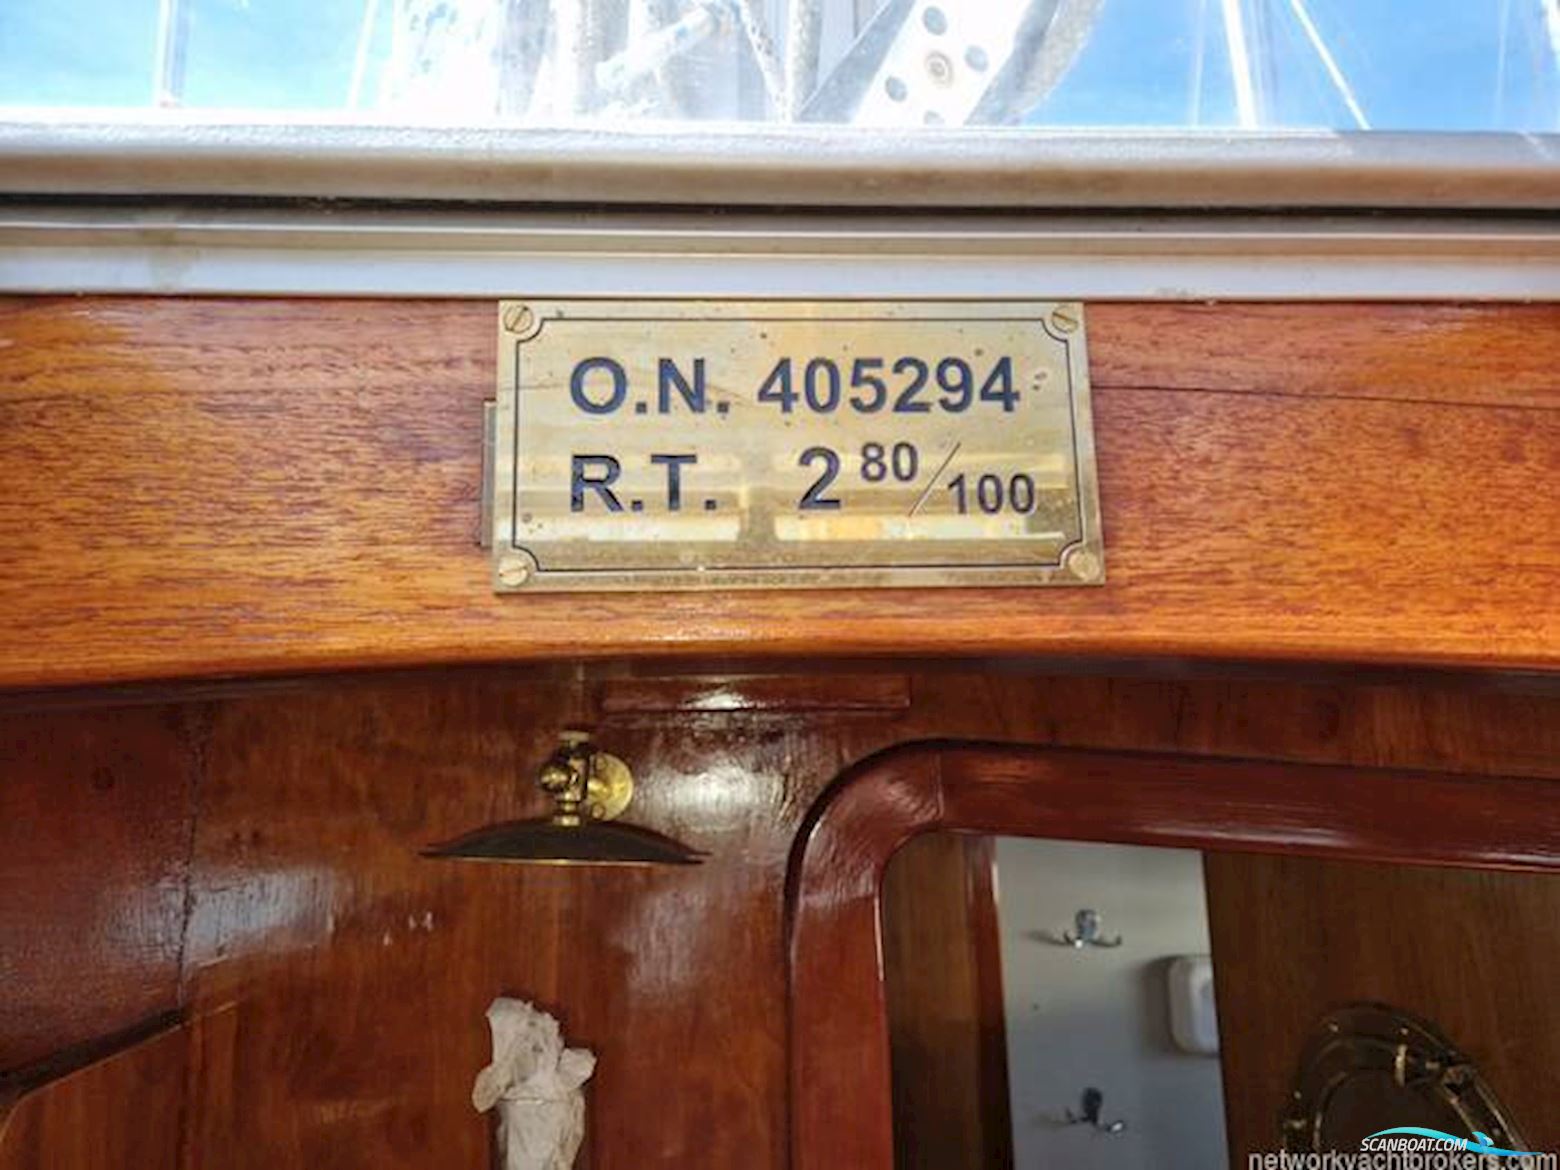 O.N. 405294
R.T. 2 80/100
SCANBOAT.COM
networkyachtbrokers.com